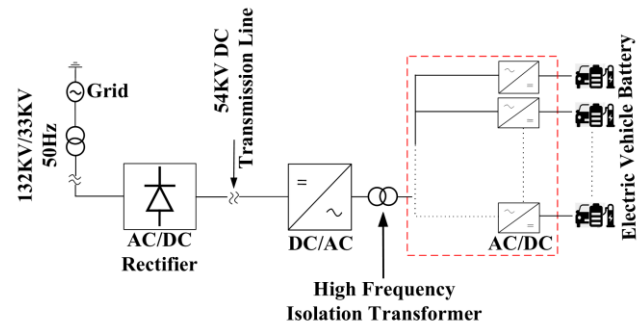 Grid
132KV/33KV
50Hz
54KV DC
Transmission Line
AC/DC
Rectifier
DC/AC
High Frequency
Isolation Transformer
AC/DC
Electric Vehicle Battery